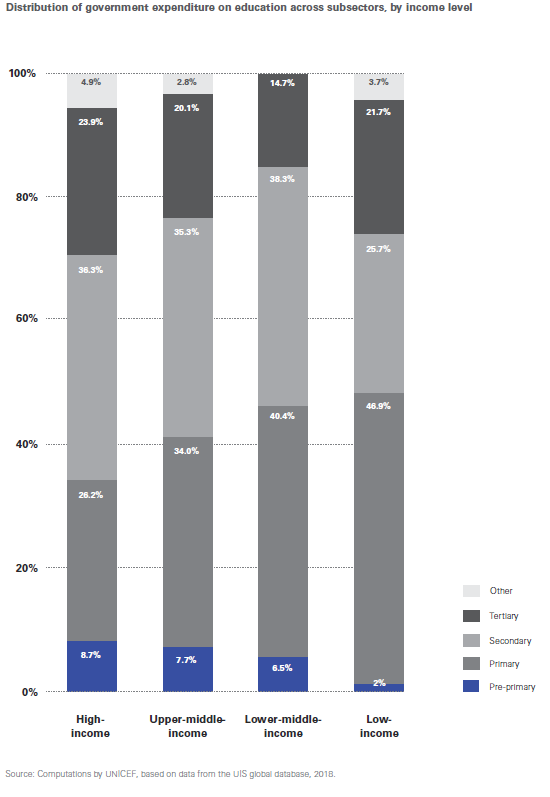 Distribution of government expenditure on education across subsectors, by income level
100%
80%
60%
40%
20%
0%
4.9%
23.9%
36.3%
26.2%
8.7%
2.8%
20.1%
35.3%
34.0%
7.7%
14.7%
38.3%
40.4%
6.5%
3.7%
21.7%
25.7%
46.9%
2%
High-
income
Upper-middle-
income
Lower-middle-
income
Low-
income
Other
Tertiary
Secondary
Primary
Pre-primary
Source: Computations by UNICEF, based on data from the UIS global database, 2018.